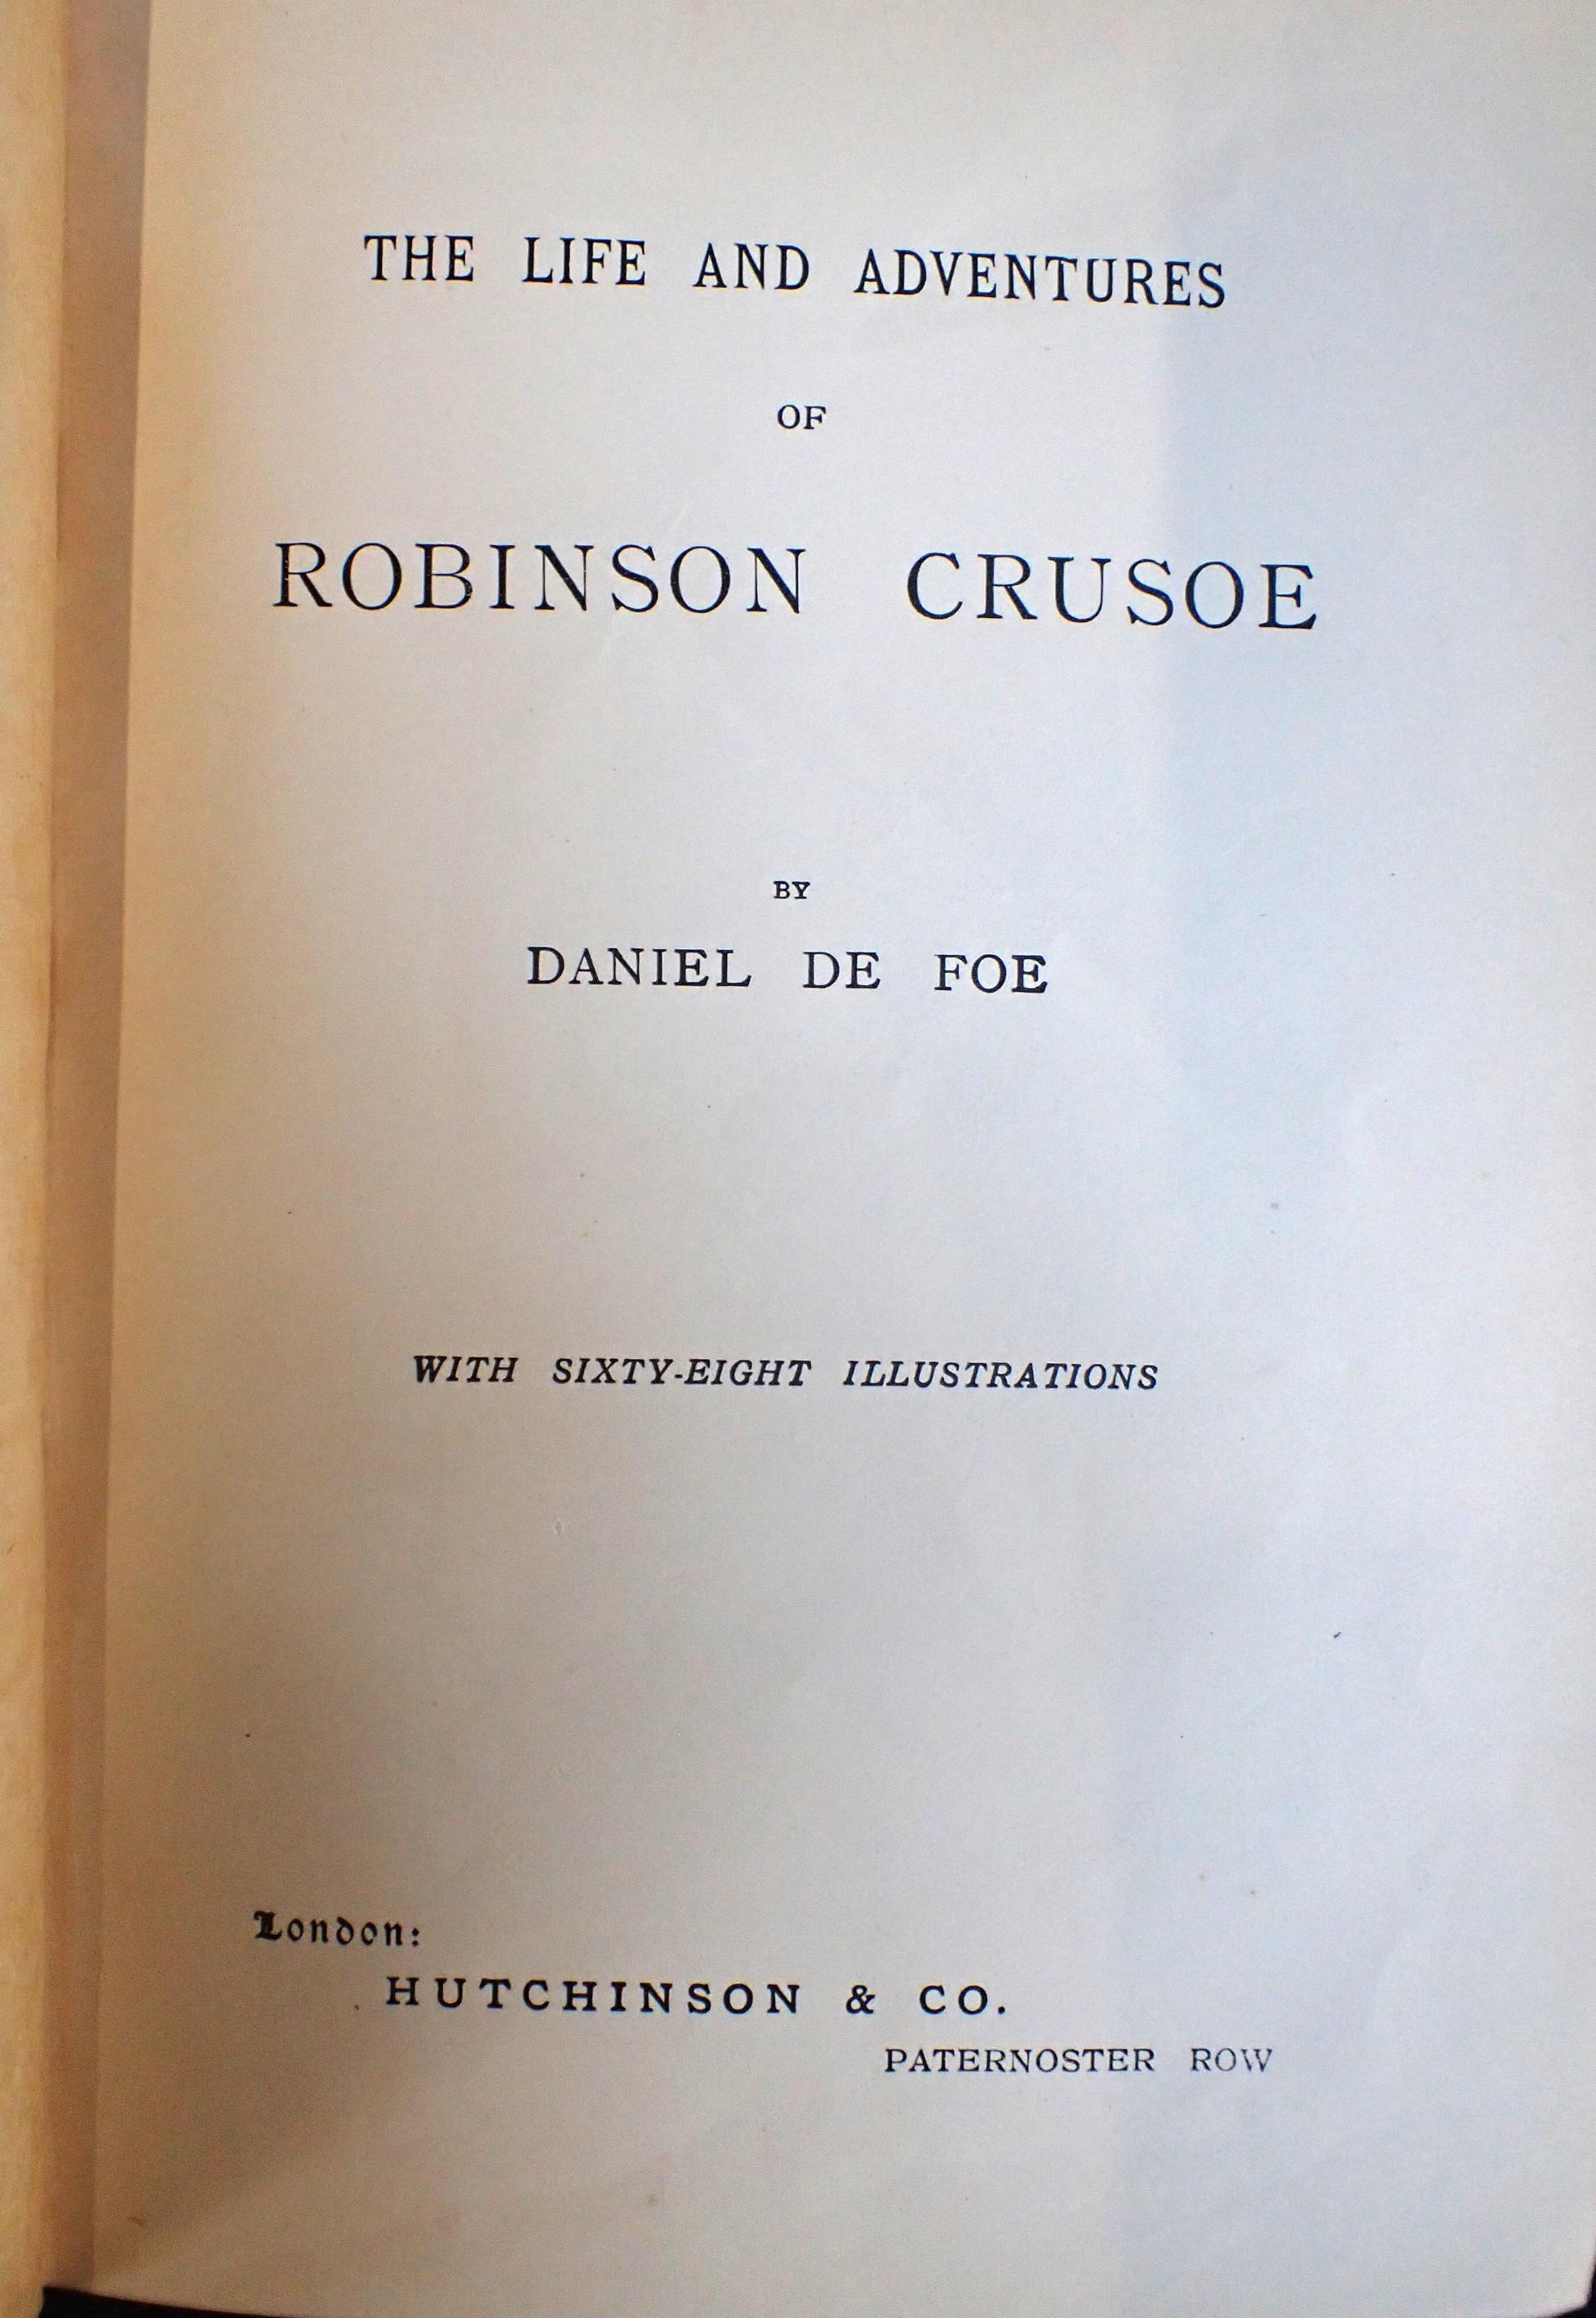 THE LIFE AND ADVENTURES
OF
ROBINSON CRUSOE
BY
DANIEL DE FOE
WITH SIXTY-EIGHT ILLUSTRATIONS
London:
HUTCHINSON & CO.
PATERNOSTER ROW